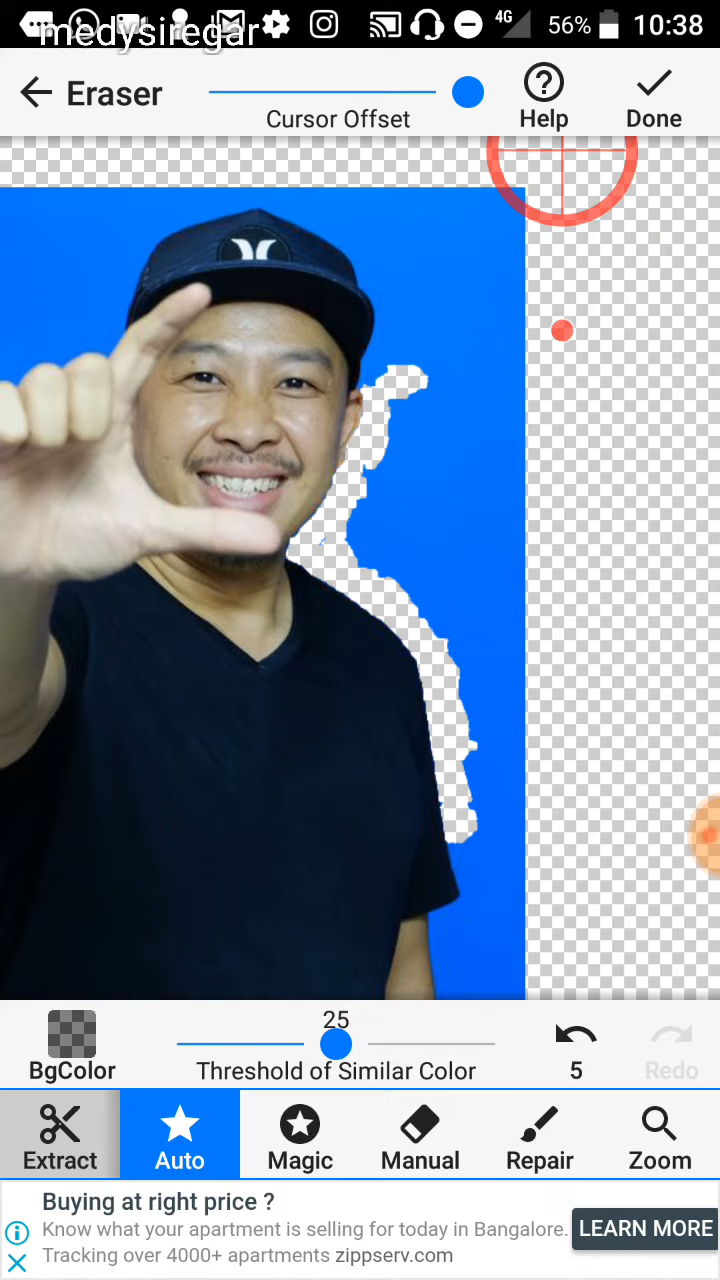 medysiregar
4G 56% 10:38
Eraser
Cursor Offset
Help
Done
25
BgColor
Threshold of Similar Color
5
Redo
Extract
Auto
Magic
Manual
Repair
Zoom
Buying at right price ?
Know what your apartment is selling for today in Bangalore.
Tracking over 4000+ apartments zippserv.com
LEARN MORE